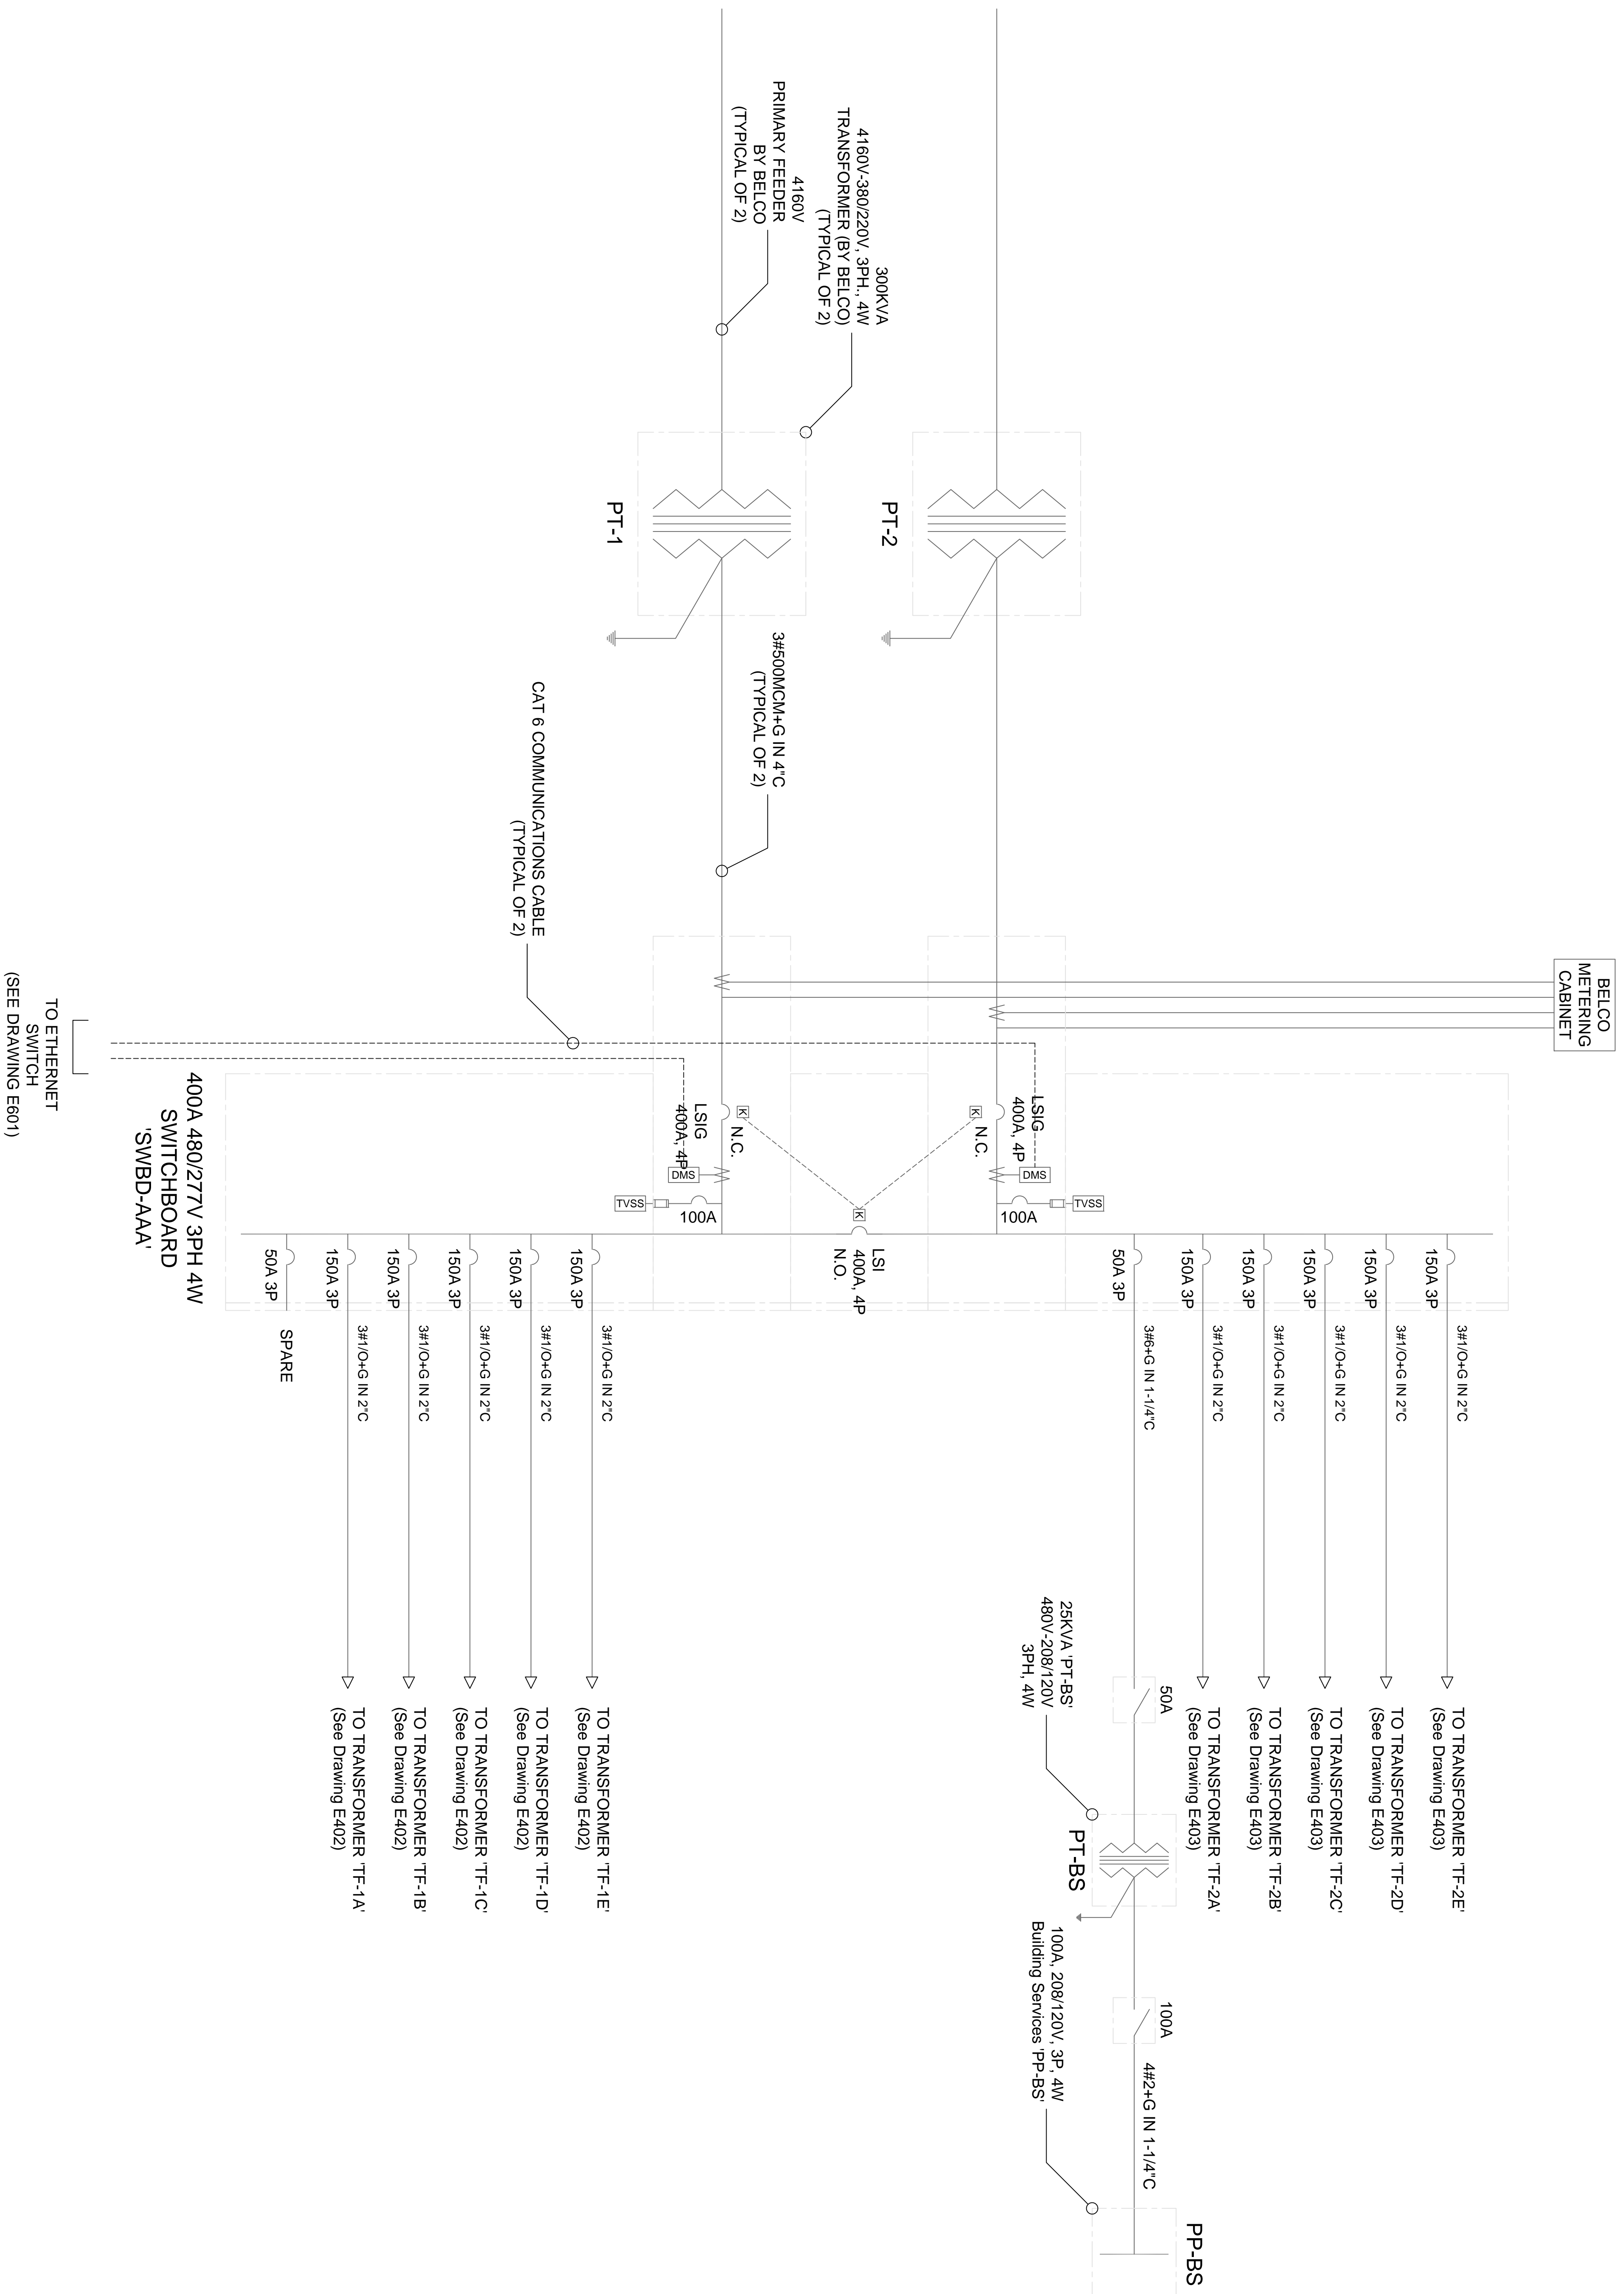 4160V
PRIMARY FEEDER
BY BELCO
(TYPICAL OF 2)
300KVA
4160V-380/220V, 3PH., 4W
TRANSFORMER (BY BELCO)
(TYPICAL OF 2)
PT-1
PT-2
3#500MCM+G IN 4"C
(TYPICAL OF 2)
CAT 6 COMMUNICATIONS CABLE
(TYPICAL OF 2)
BELCO
METERING
CABINET
TO ETHERNET
SWITCH
(SEE DRAWING E601)
400A 480/277V 3PH 4W
SWITCHBOARD
'SWBD-AAA'
LSIG
400A, 4P
K
N.C.
DMS
TVSS
100A
LSIG
400A, 4P
K
N.C.
DMS
TVSS
100A
K
LSI
400A, 4P
N.O.
50A 3P
SPARE
150A 3P
3#1/O+G IN 2"C
TO TRANSFORMER 'TF-1A'
(See Drawing E402)
150A 3P
3#1/O+G IN 2"C
TO TRANSFORMER 'TF-1B'
(See Drawing E402)
150A 3P
3#1/O+G IN 2"C
TO TRANSFORMER 'TF-1C'
(See Drawing E402)
150A 3P
3#1/O+G IN 2"C
TO TRANSFORMER 'TF-1D'
(See Drawing E402)
150A 3P
3#1/O+G IN 2"C
TO TRANSFORMER 'TF-1E'
(See Drawing E402)
50A 3P
3#6+G IN 1-1/4"C
50A
25KVA 'PT-BS'
480V-208/120V
3PH, 4W
PT-BS
100A
4#2+G IN 1-1/4"C
100A, 208/120V, 3P, 4W
Building Services 'PP-BS'
PP-BS
150A 3P
3#1/O+G IN 2"C
TO TRANSFORMER 'TF-2A'
(See Drawing E403)
150A 3P
3#1/O+G IN 2"C
TO TRANSFORMER 'TF-2B'
(See Drawing E403)
150A 3P
3#1/O+G IN 2"C
TO TRANSFORMER 'TF-2C'
(See Drawing E403)
150A 3P
3#1/O+G IN 2"C
TO TRANSFORMER 'TF-2D'
(See Drawing E403)
150A 3P
3#1/O+G IN 2"C
TO TRANSFORMER 'TF-2E'
(See Drawing E403)